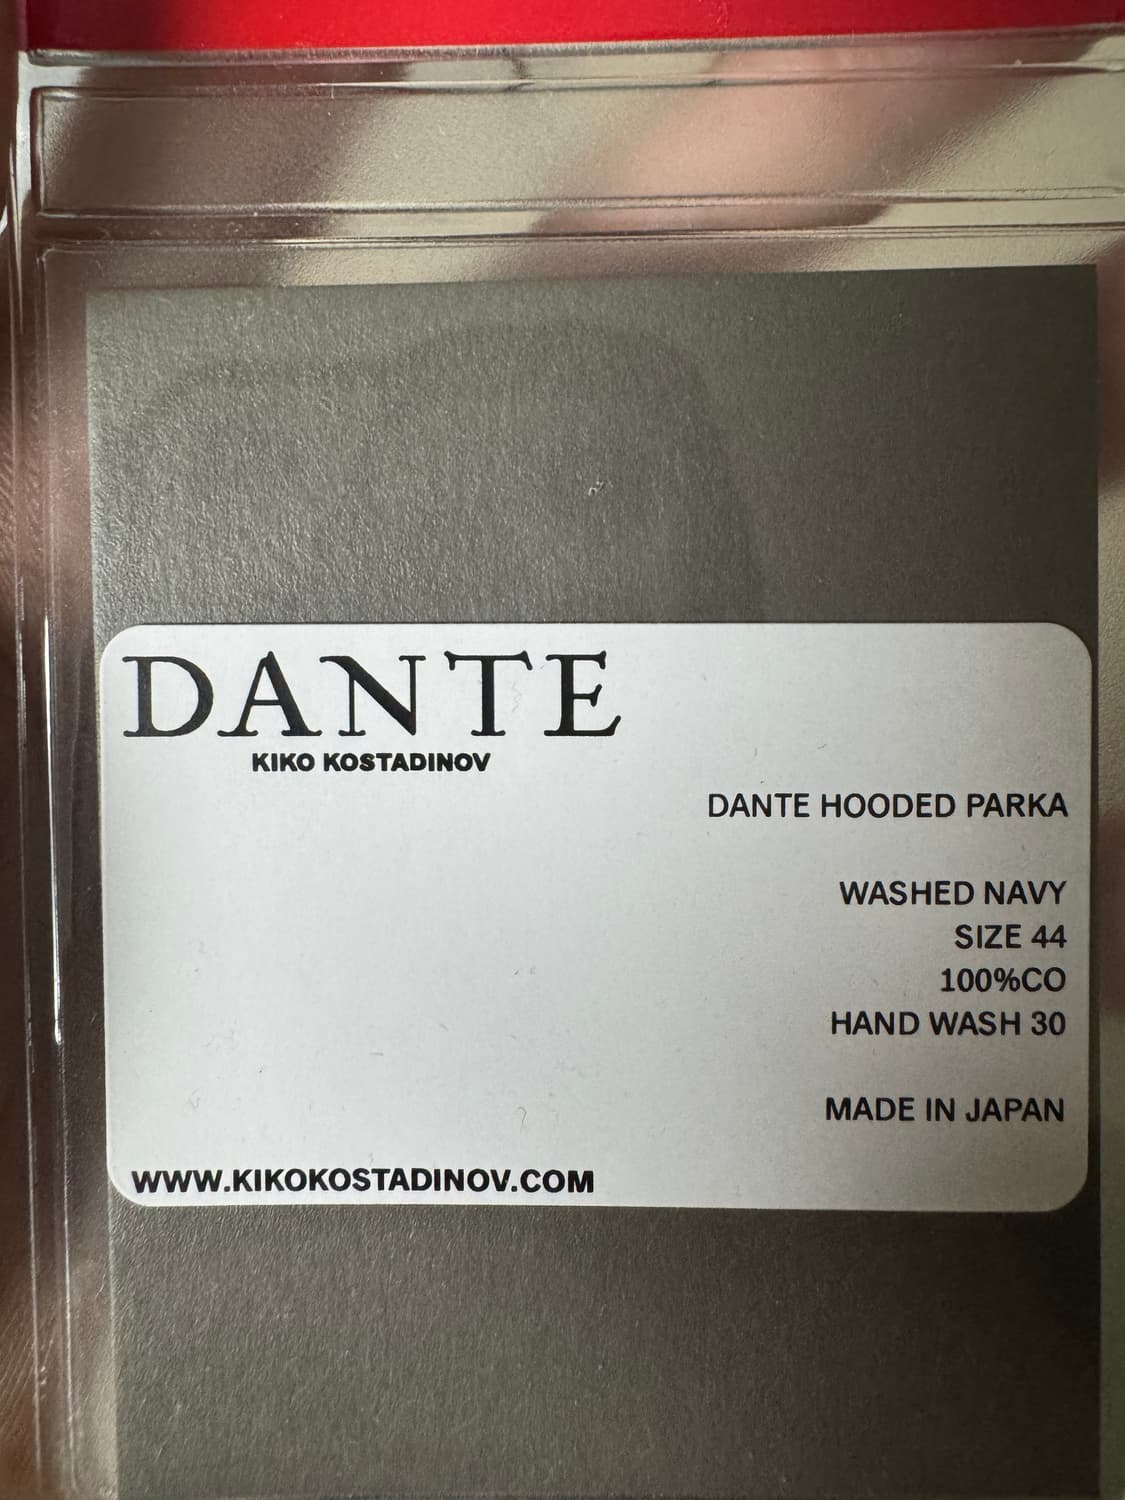 DANTE
KIKO KOSTADINOV
DANTE HOODED PARKA
WASHED NAVY
SIZE 44
100%CO
HAND WASH 30
MADE IN JAPAN
WWW.KIKOKOSTADINOV.COM